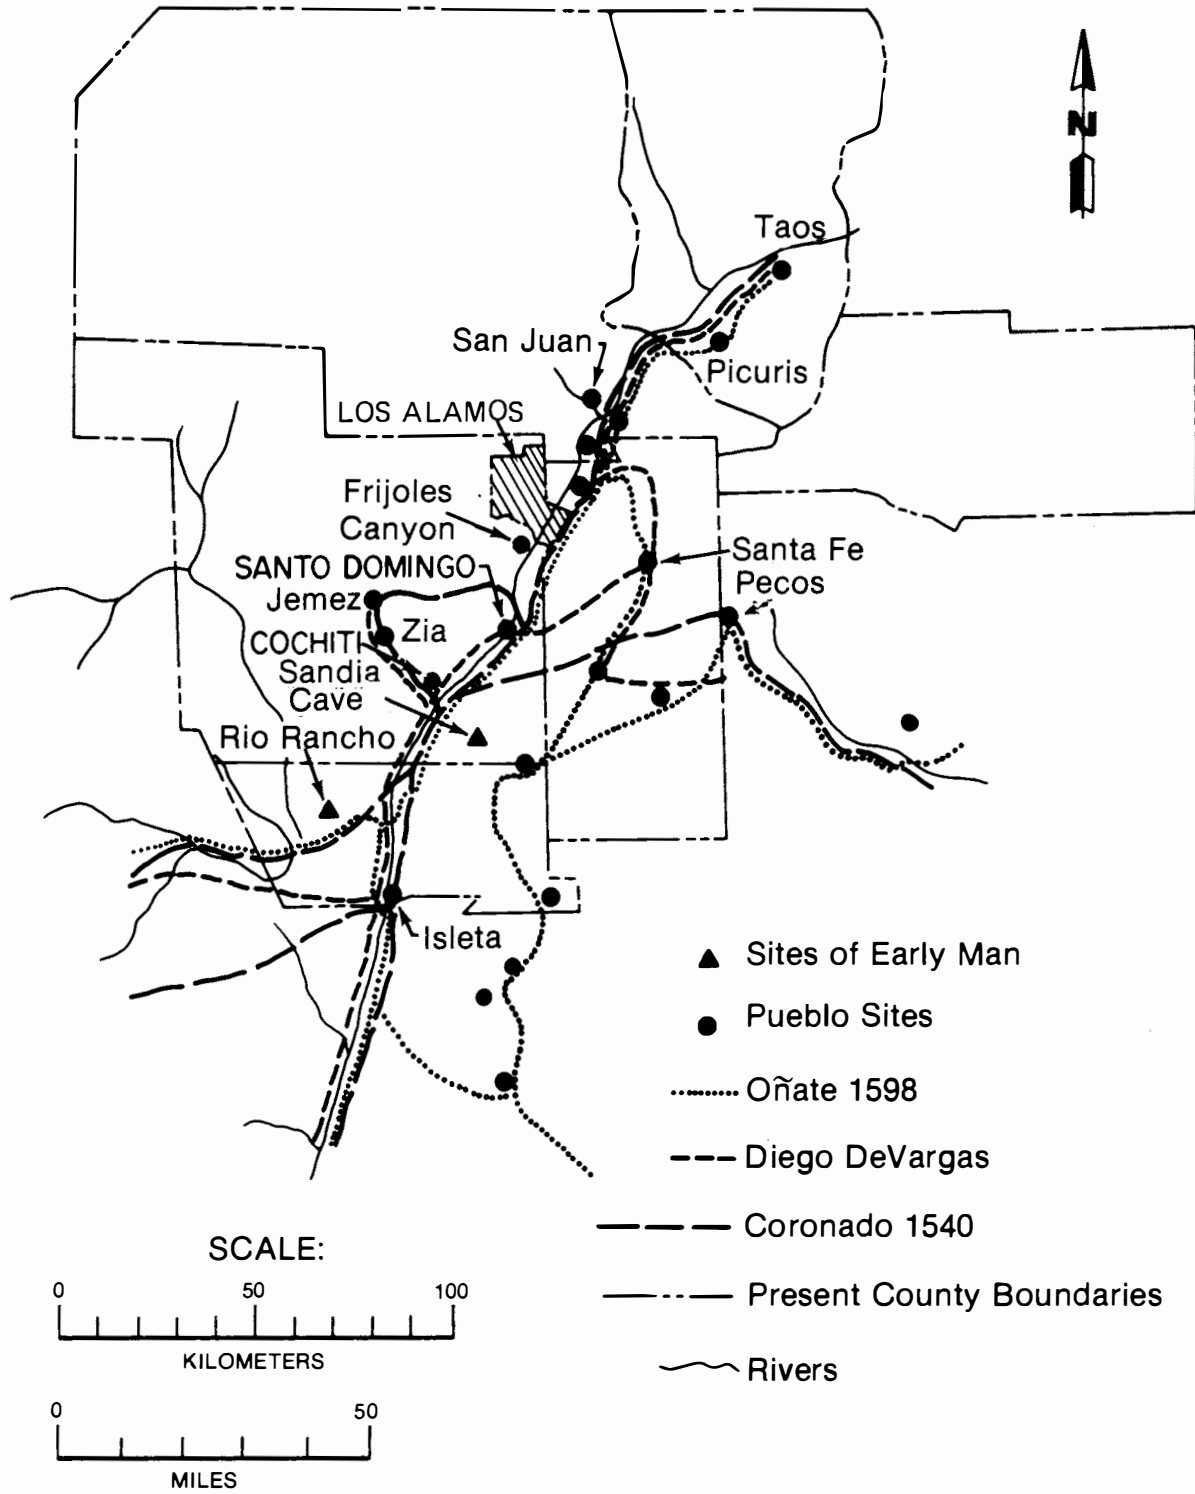 N
Taos
San Juan
Picuris
LOS ALAMOS
Frijoles
Canyon
Santa Fe
SANTO DOMINGO
Pecos
Jemez
Zia
COCHITI
Sandia
Cave
Rio Rancho
Isleta
Sites of Early Man
Pueblo Sites
Oñate 1598
Diego DeVargas
Coronado 1540
Present County Boundaries
Rivers
SCALE:
0 50 100
KILOMETERS
0 50
MILES